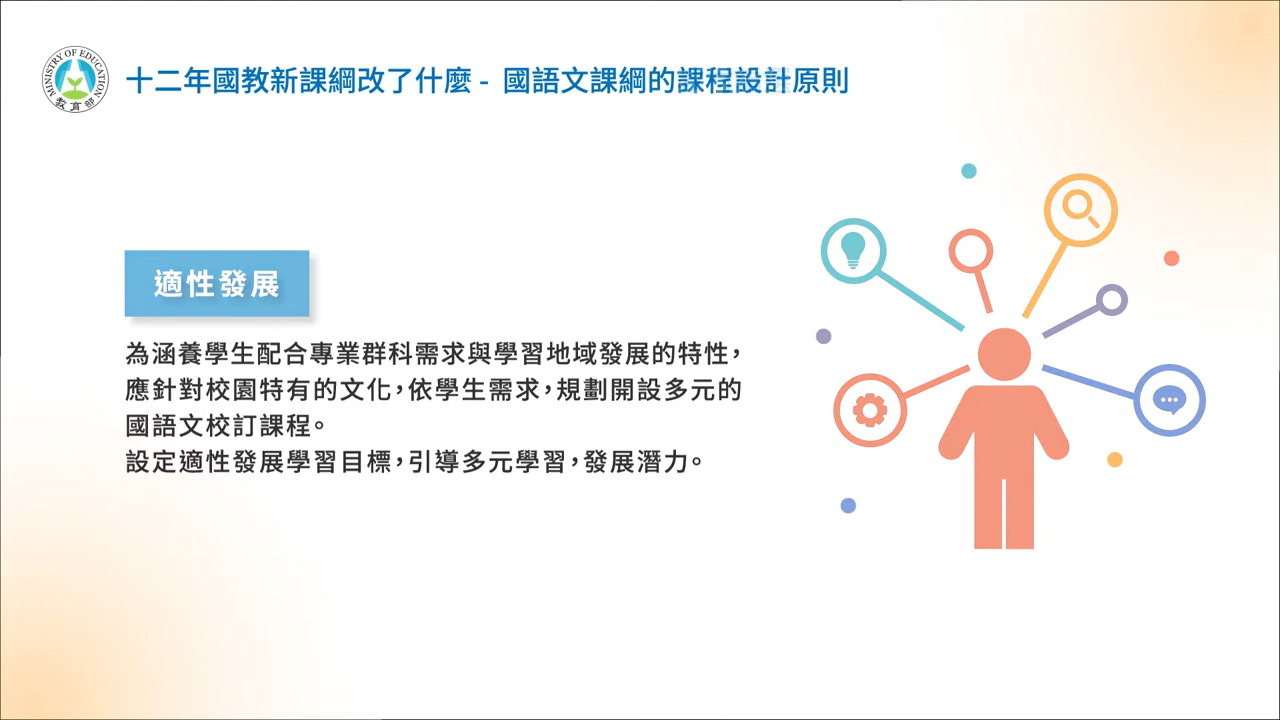 MINISTRY OF EDUCATION
教育部
十二年國教新課綱改了什麼 - 國語文課綱的課程設計原則
適性發展
為涵養學生配合專業群科需求與學習地域發展的特性，
應針對校園特有的文化，依學生需求，規劃開設多元的
國語文校訂課程。
設定適性發展學習目標，引導多元學習，發展潛力。